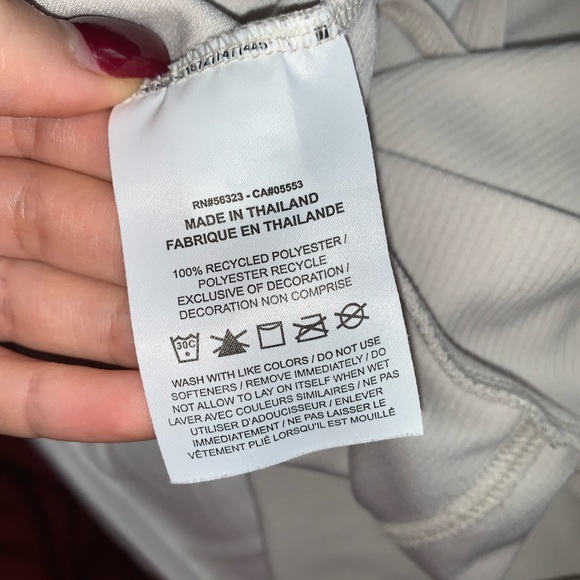 RN#56323 - CA#05553
MADE IN THAILAND
FABRIQUE EN THAILANDE
100% RECYCLED POLYESTER /
POLYESTER RECYCLE
EXCLUSIVE OF DECORATION /
DECORATION NON COMPRISE
30C
WASH WITH LIKE COLORS / DO NOT USE
SOFTENERS / REMOVE IMMEDIATELY / DO
NOT ALLOW TO LAY ON ITSELF WHEN WET
LAVER AVEC COULEURS SIMILAIRES / NE PAS
UTILISER D'ADOUCISSEUR / ENLEVER
IMMÉDIATEMENT / NE PAS LAISSER LE
VÊTEMENT PLIÉ LORSQU'IL EST MOUILLÉ